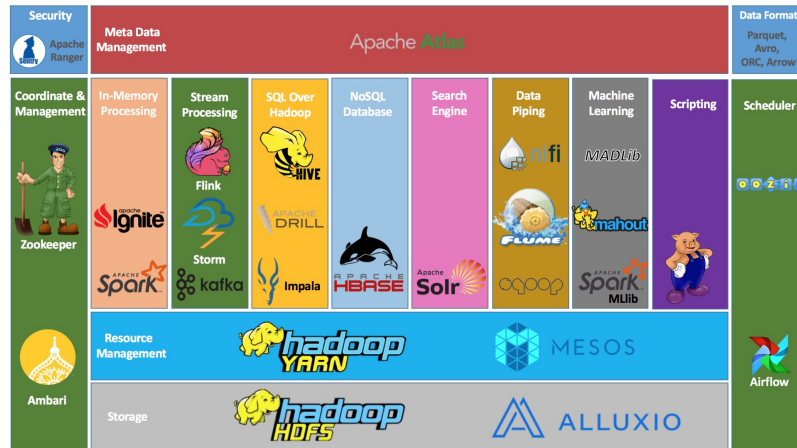 Security
Sentry
Apache
Ranger
Meta Data
Management
Apache Atlas
Data Format
Parquet,
Avro,
ORC, Arrow
Coordinate &
Management
Zookeeper
Ambari
In-Memory
Processing
apache
Ignite
APACHE
Spark
Stream
Processing
Flink
Storm
kafka
SQL Over
Hadoop
HIVE
APACHE
DRILL
Impala
NoSQL
Database
APACHE
HBASE
Search
Engine
Apache
Solr
Data
Piping
nifi
FLUME
sqoop
Machine
Learning
MADlib
mahout
APACHE
Spark
MLlib
Scripting
Scheduler
OOZIE
Airflow
Resource
Management
hadoop
YARN
MESOS
Storage
hadoop
HDFS
ALLUXIO